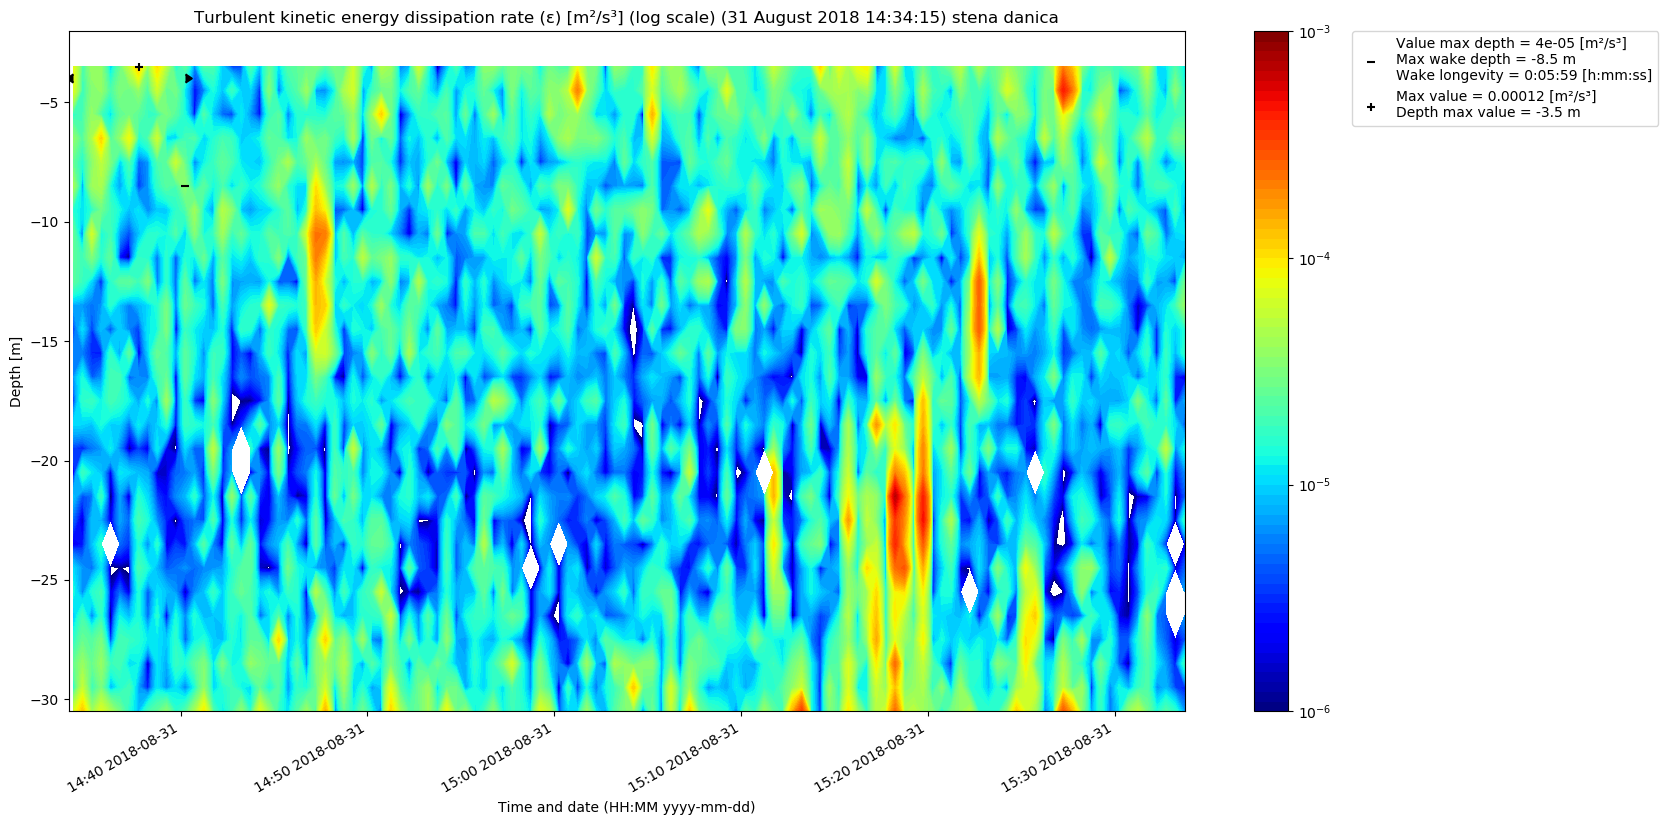 Turbulent kinetic energy dissipation rate (ε) [m²/s³] (log scale) (31 August 2018 14:34:15) stena danica
Value max depth = 4e-05 [m²/s³]
Max wake depth = -8.5 m
Wake longevity = 0:05:59 [h:mm:ss]
Max value = 0.00012 [m²/s³]
Depth max value = -3.5 m
Depth [m]
−5
−10
−15
−20
−25
−30
14:40 2018-08-31
14:50 2018-08-31
15:00 2018-08-31
15:10 2018-08-31
15:20 2018-08-31
15:30 2018-08-31
Time and date (HH:MM yyyy-mm-dd)
10⁻³
10⁻⁴
10⁻⁵
10⁻⁶